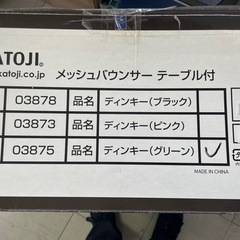 KATOJI®
katoji.co.jp メッシュバウンサー テーブル付
03878 品名 ディンキー(ブラック)
03873 品名 ディンキー(ピンク)
03875 品名 ディンキー(グリーン) ✓
MADE IN CHINA